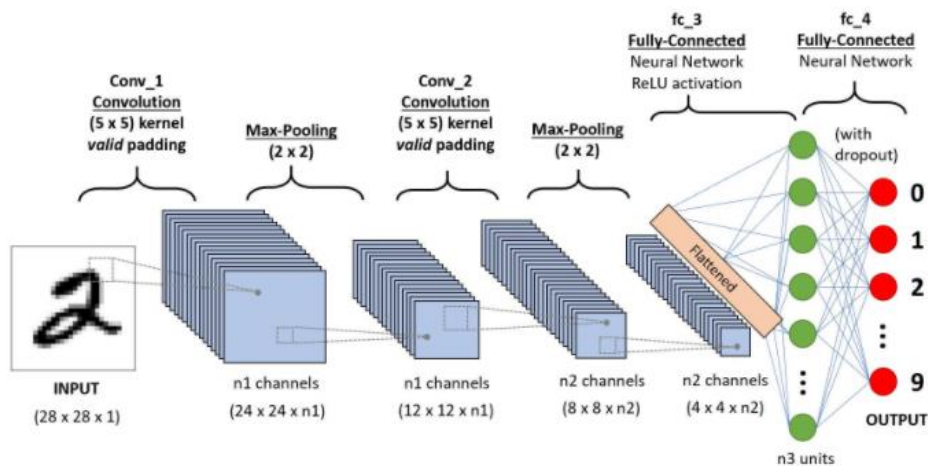 fc_3
Fully-Connected
Neural Network
ReLU activation
fc_4
Fully-Connected
Neural Network
Conv_1
Convolution
(5 x 5) kernel
valid padding
Max-Pooling
(2 x 2)
Conv_2
Convolution
(5 x 5) kernel
valid padding
Max-Pooling
(2 x 2)
(with
dropout)
Flattened
0
1
2
9
INPUT
(28 x 28 x 1)
n1 channels
(24 x 24 x n1)
n1 channels
(12 x 12 x n1)
n2 channels
(8 x 8 x n2)
n2 channels
(4 x 4 x n2)
OUTPUT
n3 units